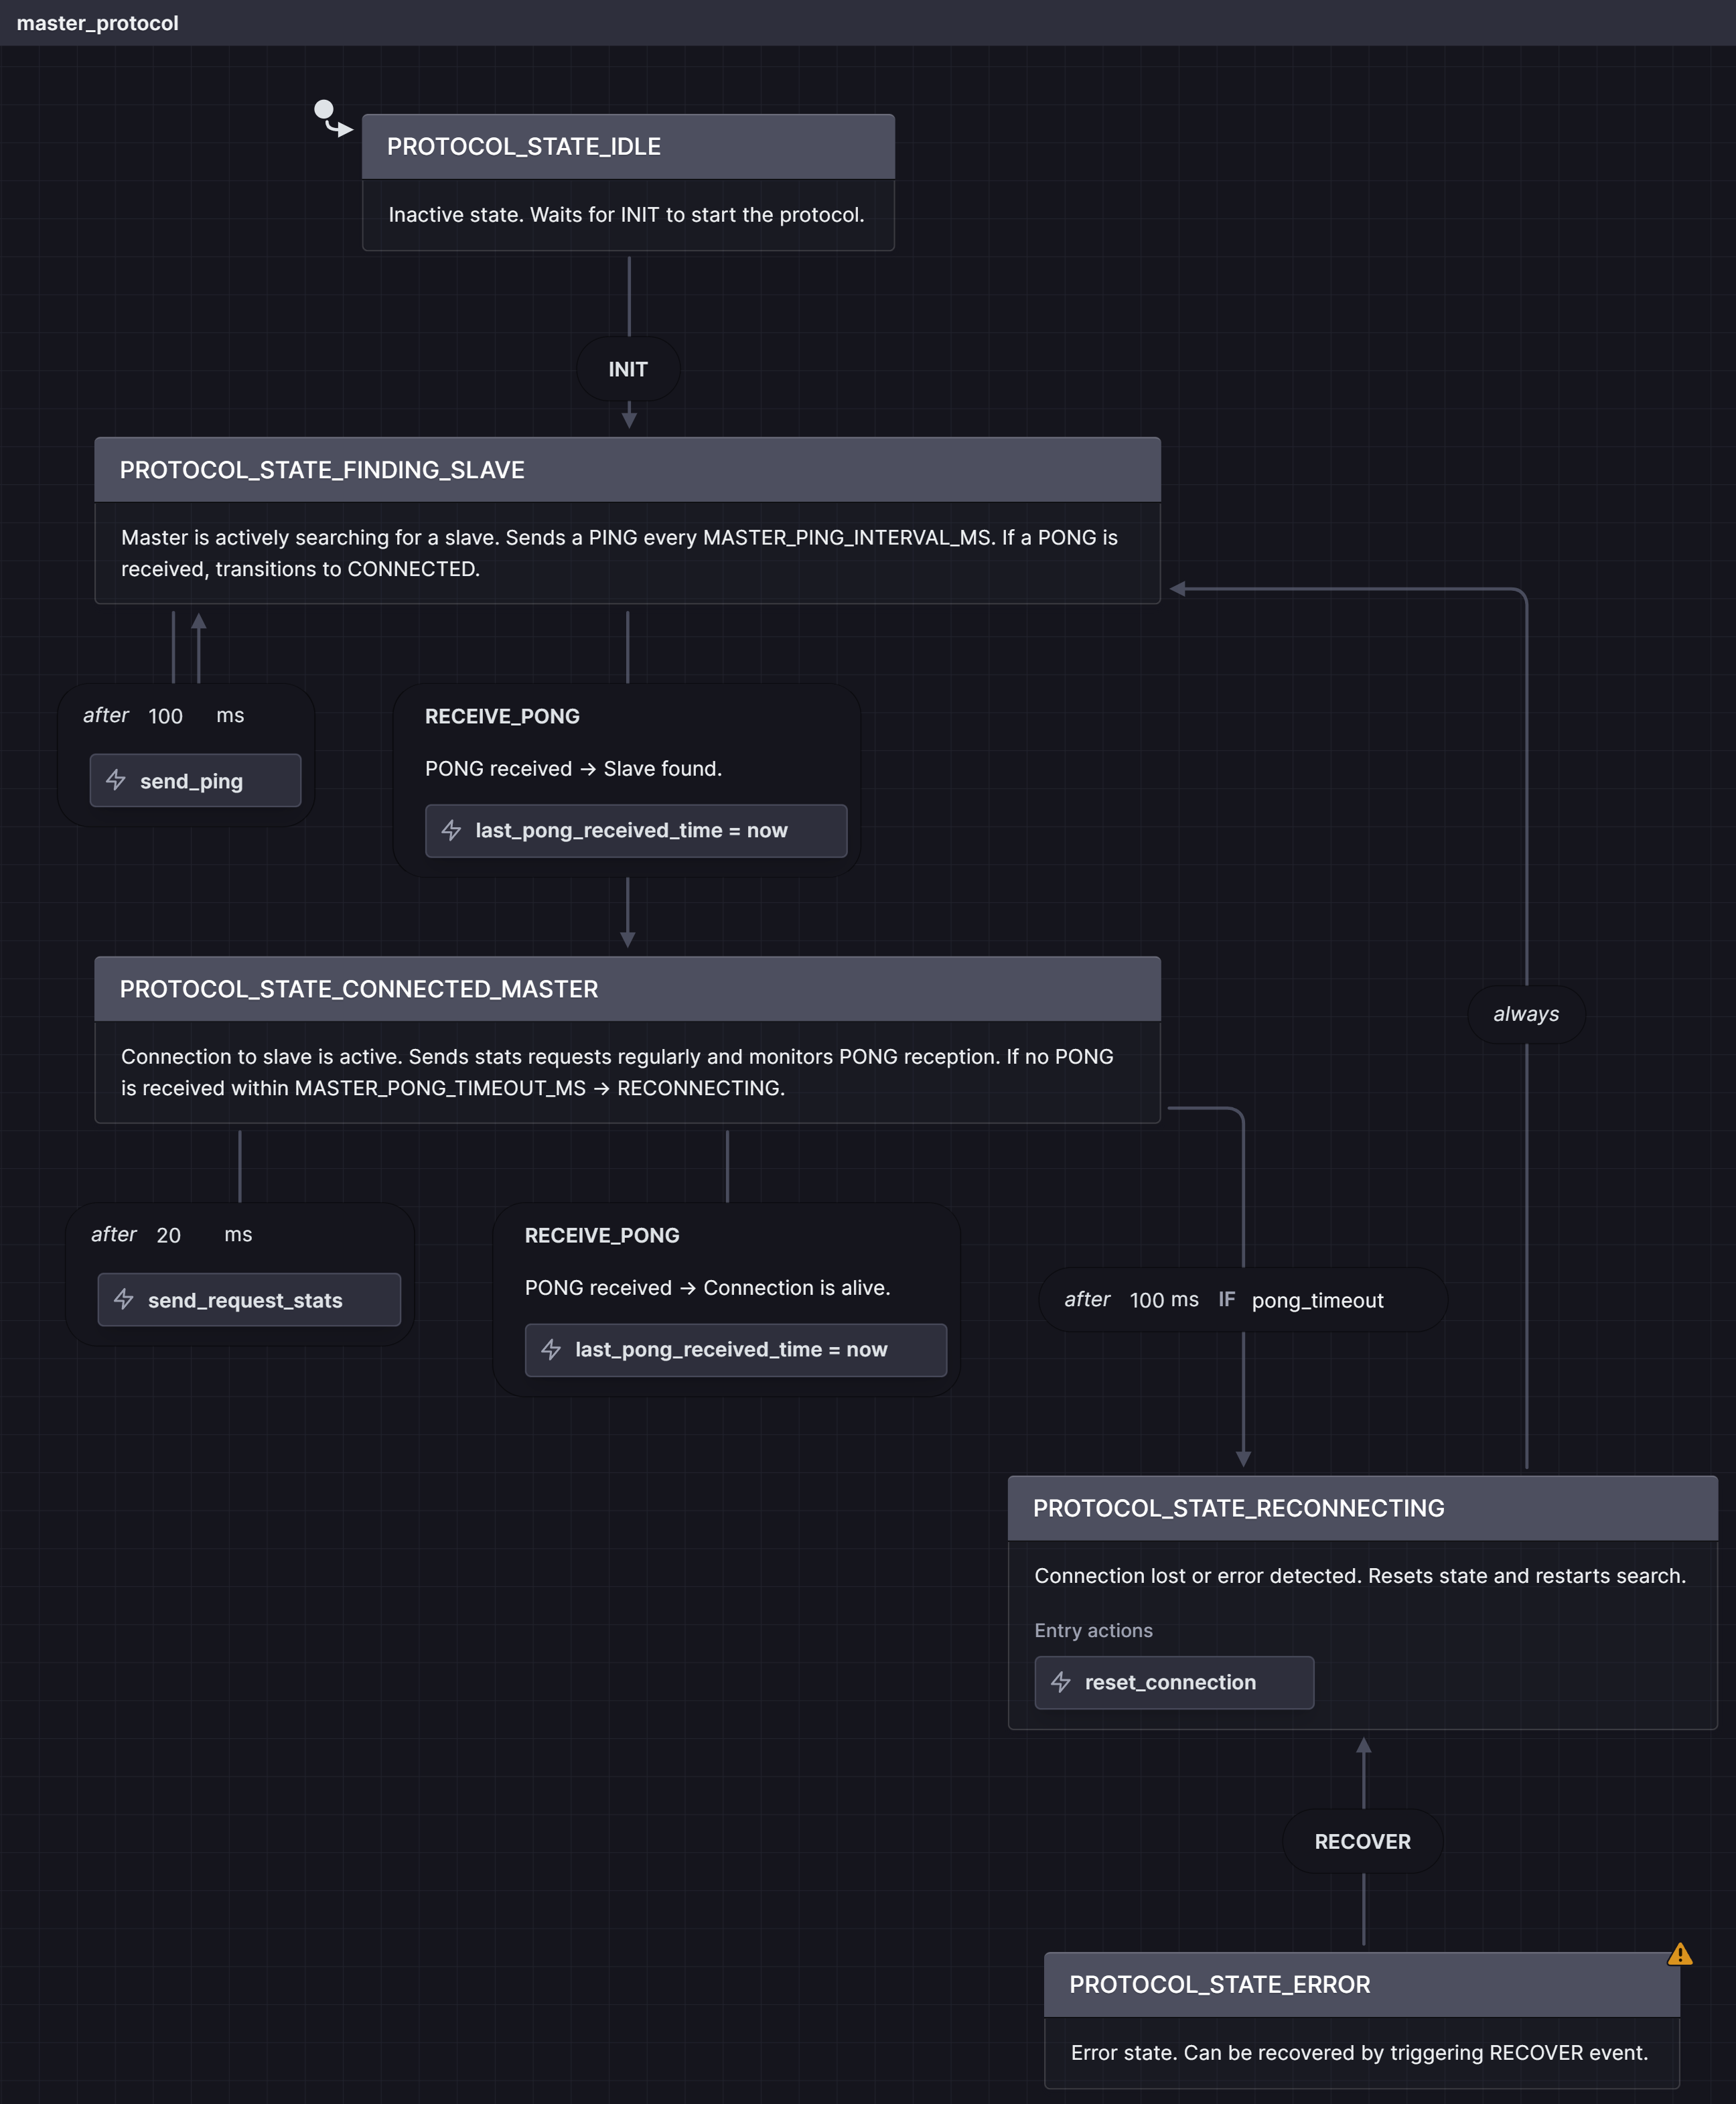 master_protocol
PROTOCOL_STATE_IDLE
Inactive state. Waits for INIT to start the protocol.
INIT
PROTOCOL_STATE_FINDING_SLAVE
Master is actively searching for a slave. Sends a PING every MASTER_PING_INTERVAL_MS. If a PONG is
received, transitions to CONNECTED.
after 100 ms
send_ping
RECEIVE_PONG
PONG received → Slave found.
last_pong_received_time = now
PROTOCOL_STATE_CONNECTED_MASTER
Connection to slave is active. Sends stats requests regularly and monitors PONG reception. If no PONG
is received within MASTER_PONG_TIMEOUT_MS → RECONNECTING.
always
after 20 ms
send_request_stats
RECEIVE_PONG
PONG received → Connection is alive.
last_pong_received_time = now
after 100 ms IF pong_timeout
PROTOCOL_STATE_RECONNECTING
Connection lost or error detected. Resets state and restarts search.
Entry actions
reset_connection
RECOVER
PROTOCOL_STATE_ERROR
Error state. Can be recovered by triggering RECOVER event.